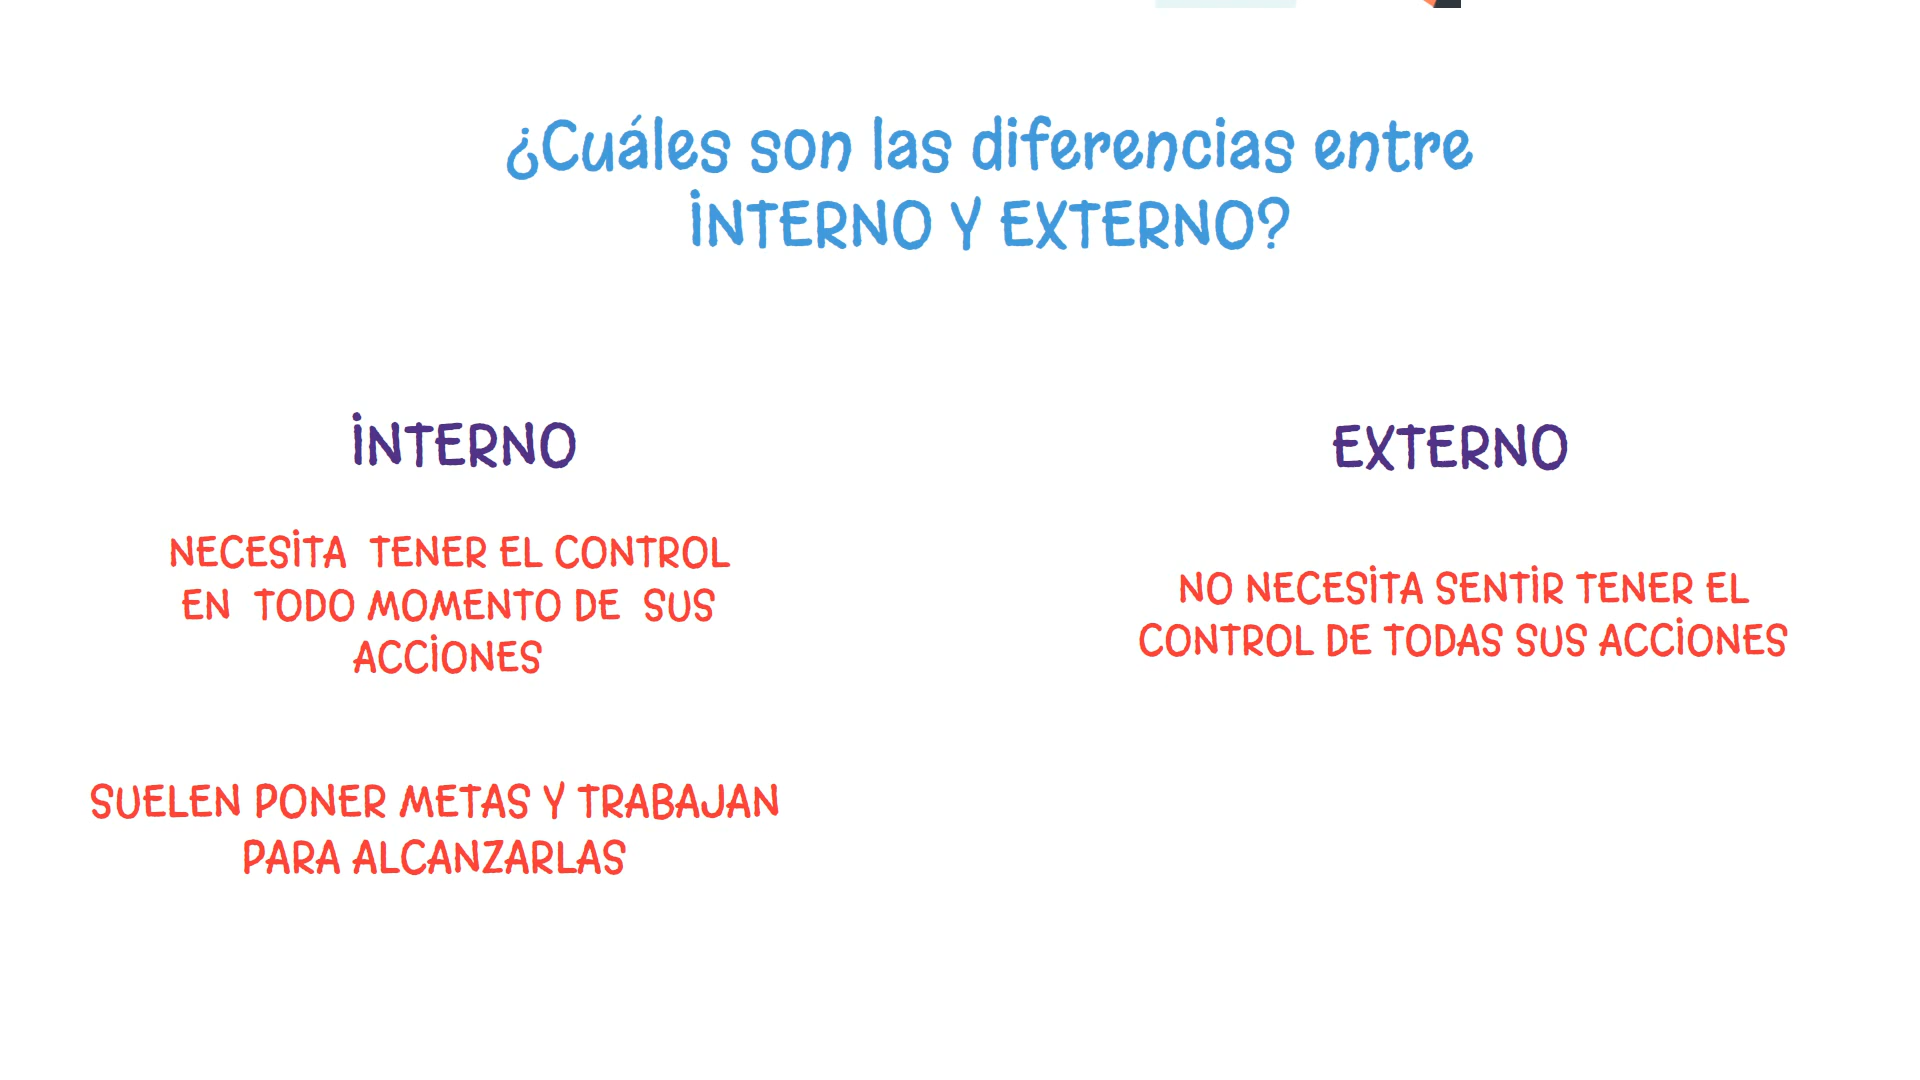 ¿Cuáles son las diferencias entre
INTERNO Y EXTERNO?
INTERNO
EXTERNO
NECESITA TENER EL CONTROL
EN TODO MOMENTO DE SUS
ACCIONES
NO NECESITA SENTIR TENER EL
CONTROL DE TODAS SUS ACCIONES
SUELEN PONER METAS Y TRABAJAN
PARA ALCANZARLAS